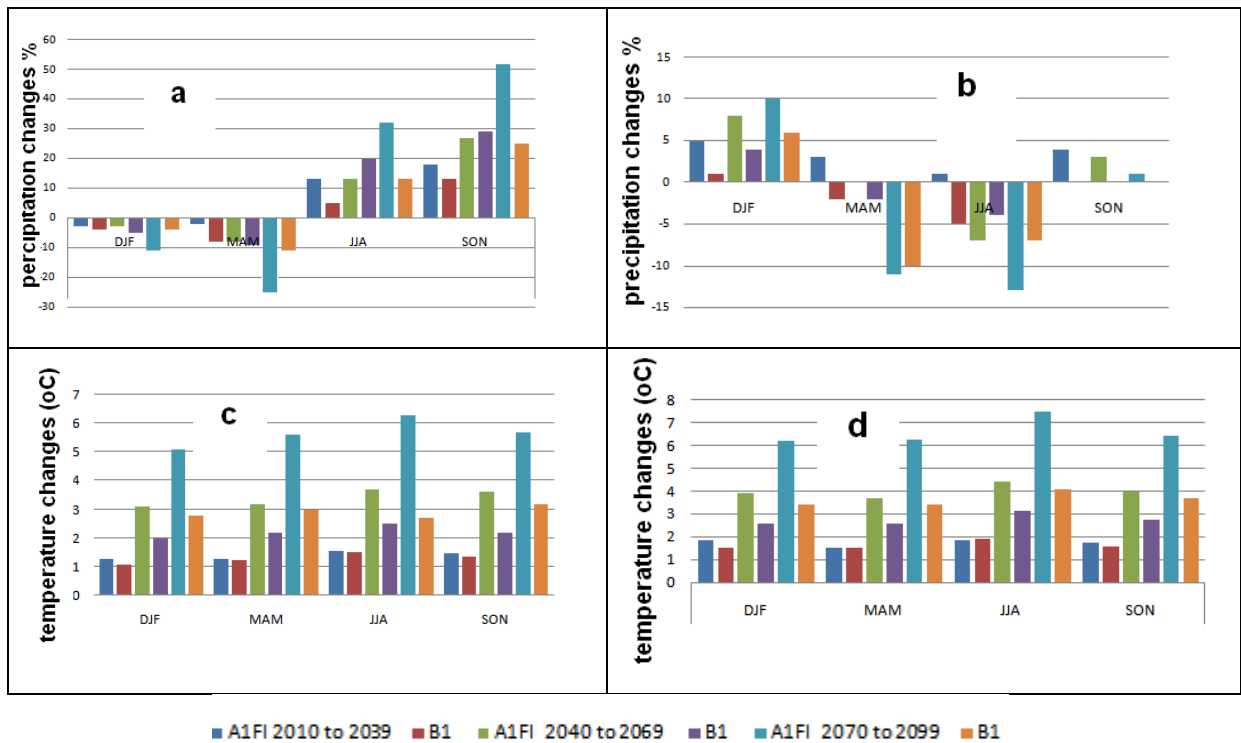 perciptation changes %
60
50
40
30
20
10
0
-10
-20
-30
a
DJF
MAM
JJA
SON
precipitation changes %
15
10
5
0
-5
-10
-15
b
DJF
MAM
JJA
SON
temperature changes (oC)
7
6
5
4
3
2
1
0
c
DJF
MAM
JJA
SON
temperature changes (oC)
8
7
6
5
4
3
2
1
0
d
DJF
MAM
JJA
SON
A1FI 2010 to 2039 B1 A1FI 2040 to 2069 B1 A1FI 2070 to 2099 B1